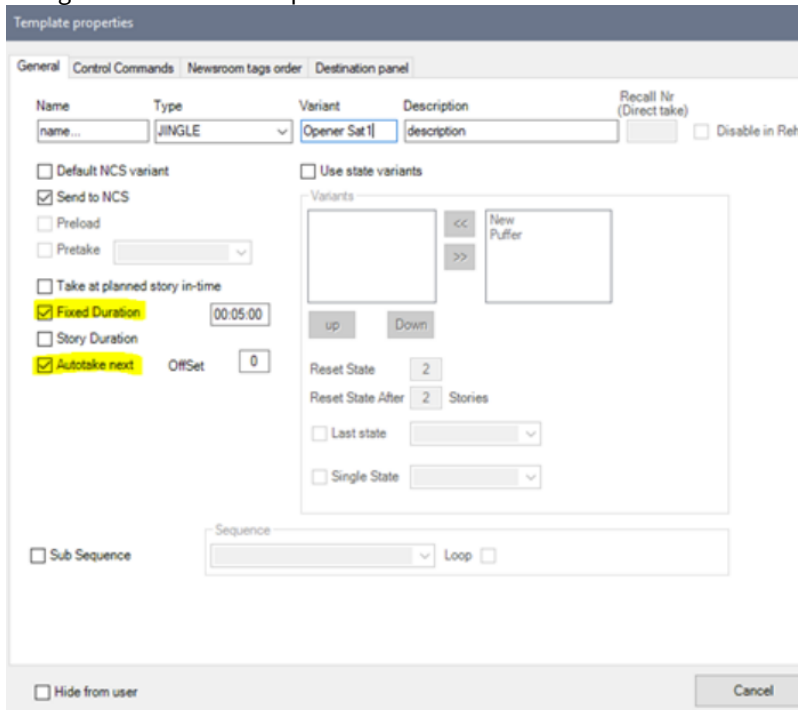 Template properties
General Control Commands Newsroom tags order Destination panel
Name Type Variant Description Recall Nr
(Direct take)
name... JINGLE Opener Sat1 description Disable in Reh
Default NCS variant Use state variants
Send to NCS Variants
Preload << New
Puffer
Pretake >>
Take at planned story in-time
Fixed Duration 00:05:00 up Down
Story Duration
Autotake next OffSet 0 Reset State 2
Reset State After 2 Stories
Last state
Single State
Sequence
Sub Sequence Loop
Hide from user Cancel